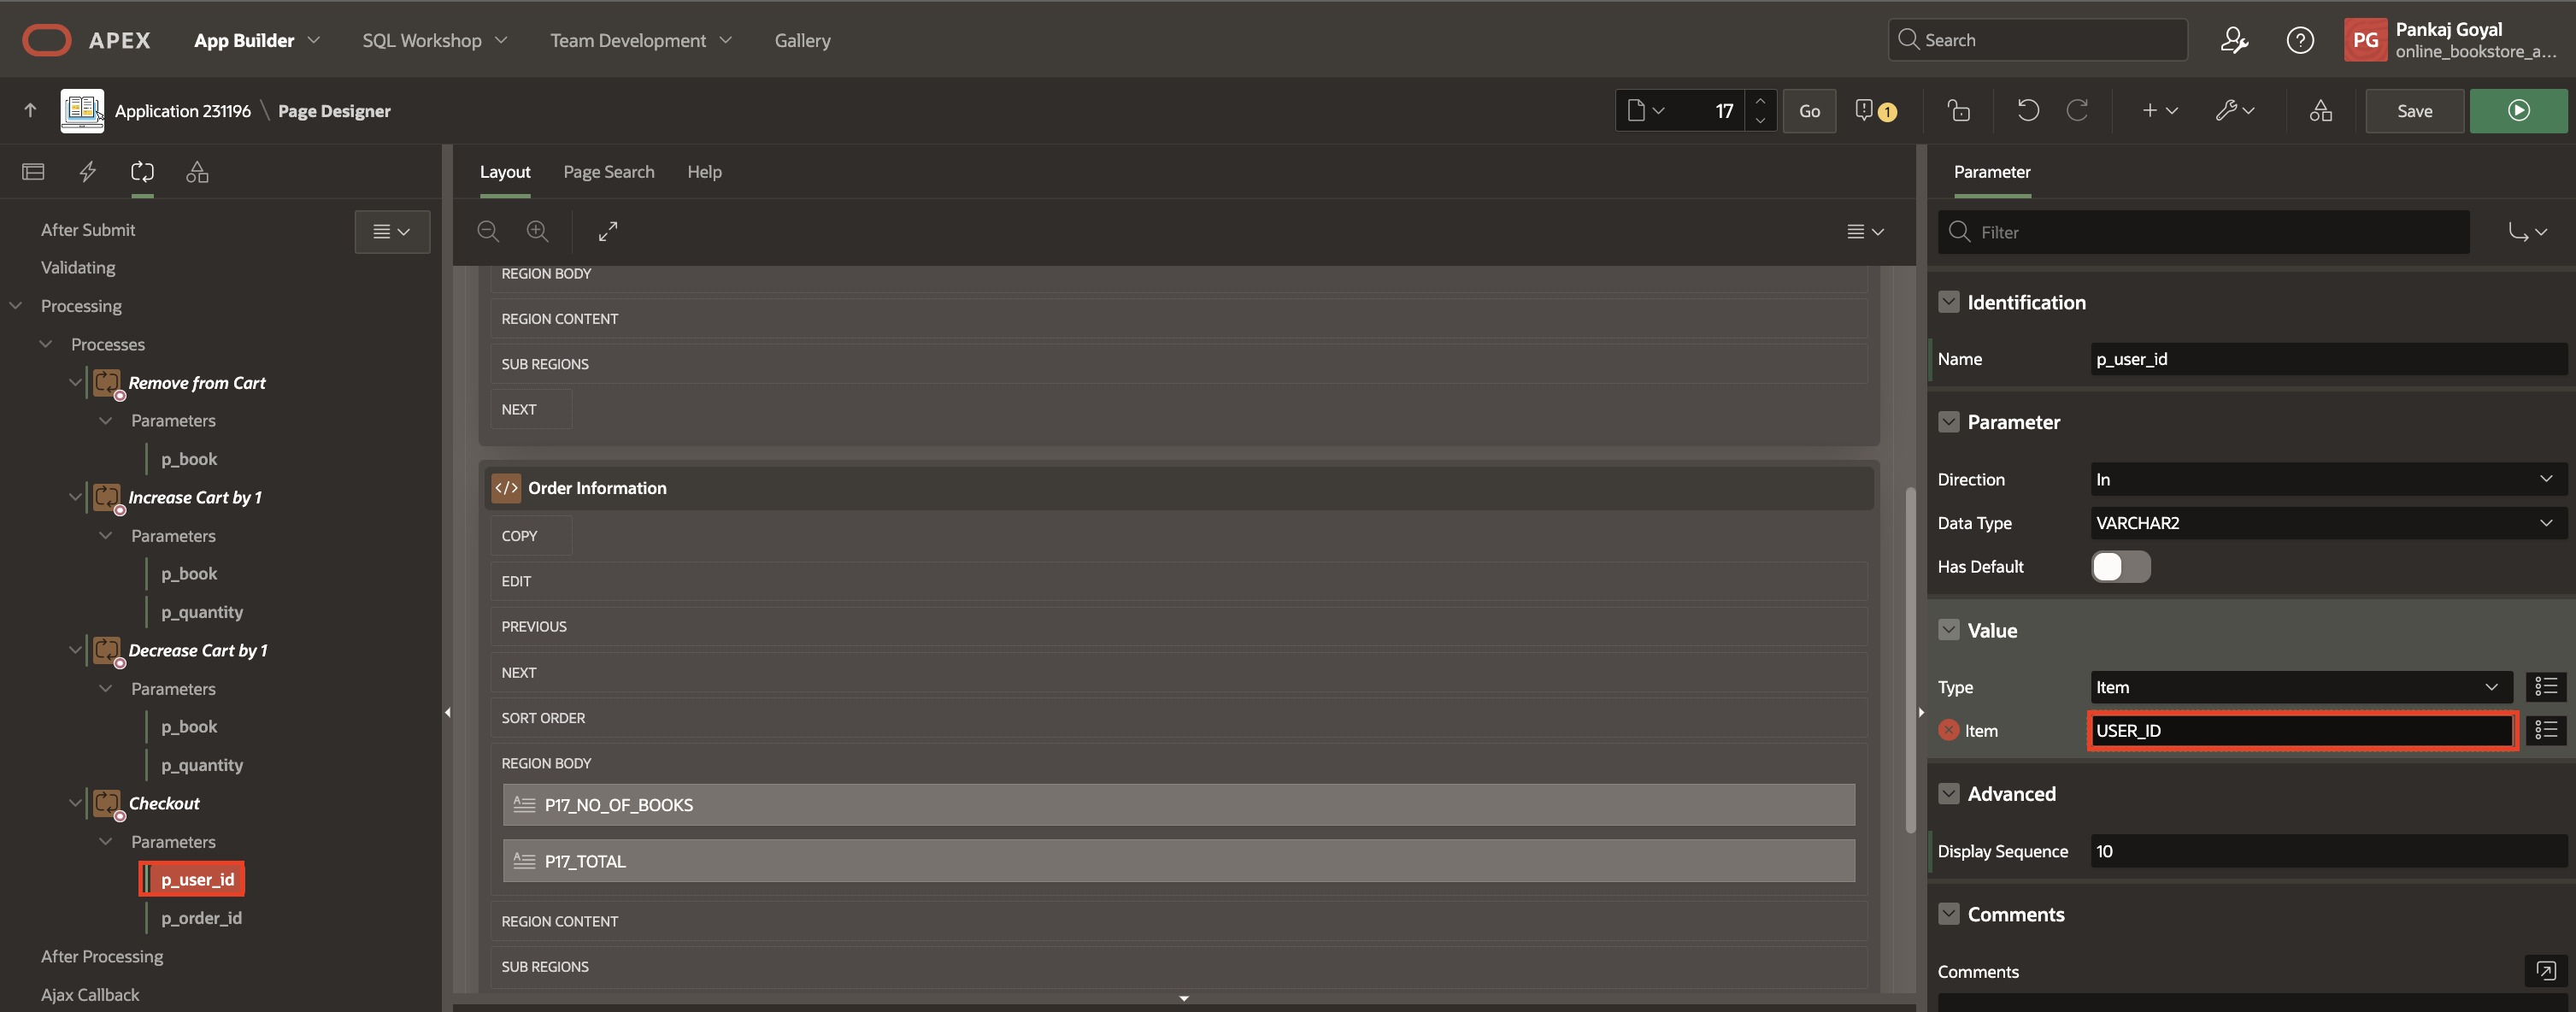 APEX App Builder SQL Workshop Team Development Gallery Search PG Pankaj Goyal
online_bookstore_a...
Application 231196 \ Page Designer 17 Go 1 Save
Layout Page Search Help
Parameter
After Submit
Validating
Processing
Processes
Remove from Cart
Parameters
p_book
Increase Cart by 1
Parameters
p_book
p_quantity
Decrease Cart by 1
Parameters
p_book
p_quantity
Checkout
Parameters
p_user_id
p_order_id
After Processing
Ajax Callback
REGION BODY
REGION CONTENT
SUB REGIONS
NEXT
Order Information
COPY
EDIT
PREVIOUS
NEXT
SORT ORDER
REGION BODY
P17_NO_OF_BOOKS
P17_TOTAL
REGION CONTENT
SUB REGIONS
Filter
Identification
Name p_user_id
Parameter
Direction In
Data Type VARCHAR2
Has Default
Value
Type Item
Item USER_ID
Advanced
Display Sequence 10
Comments
Comments